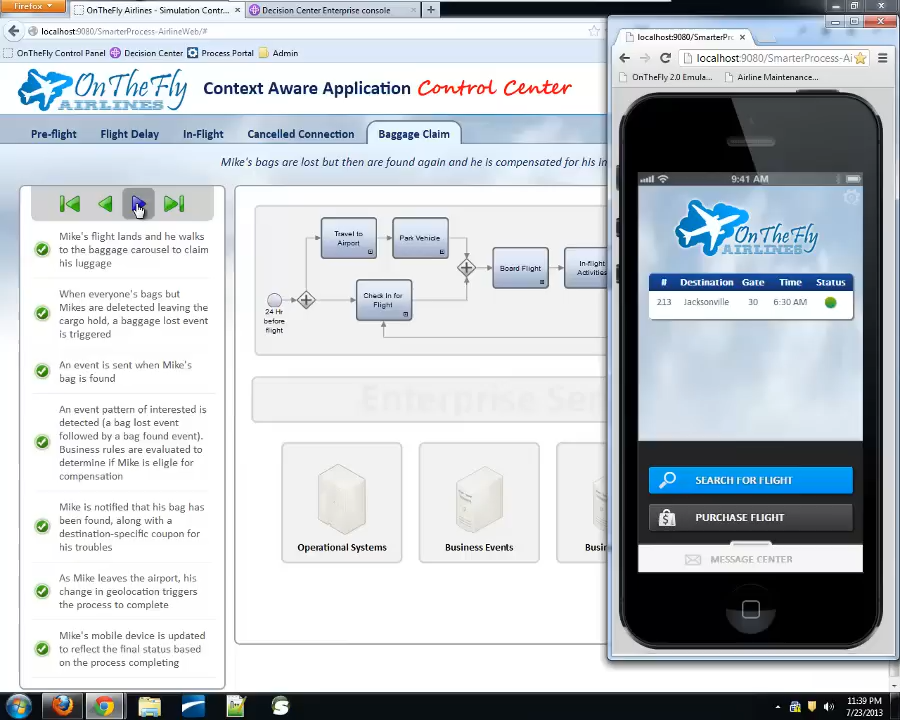 Firefox
OnTheFly Airlines - Simulation Contr...
Decision Center Enterprise console
localhost:9080/SmarterProcess-AirlineWeb/#
OnTheFly Control Panel
Decision Center
Process Portal
Admin
OnTheFly
AIRLINES
Context Aware Application Control Center
Pre-flight
Flight Delay
In-Flight
Cancelled Connection
Baggage Claim
Mike's bags are lost but then are found again and he is compensated for his in
Mike's flight lands and he walks
to the baggage carousel to claim
his luggage
When everyone's bags but
Mikes are deletected leaving the
cargo hold, a baggage lost event
is triggered
An event is sent when Mike's
bag is found
An event pattern of interested is
detected (a bag lost event
followed by a bag found event).
Business rules are evaluated to
determine if Mike is eligle for
compensation
Mike is notified that his bag has
been found, along with a
destination-specific coupon for
his troubles
As Mike leaves the airport, his
change in geolocation triggers
the process to complete
Mike's mobile device is updated
to reflect the final status based
on the process completing
24 Hr
before
flight
Travel to
Airport
Park Vehicle
Check In for
Flight
Board Flight
In-flight
Activities
Enterprise Ser
Operational Systems
Business Events
Busin
localhost:9080/SmarterPro
localhost:9080/SmarterProcess-Ai
OnTheFly 2.0 Emula...
Airline Maintenance...
9:41 AM
OnTheFly
AIRLINES
# Destination Gate Time Status
213 Jacksonville 30 6:30 AM
SEARCH FOR FLIGHT
PURCHASE FLIGHT
MESSAGE CENTER
11:39 PM
7/23/2013